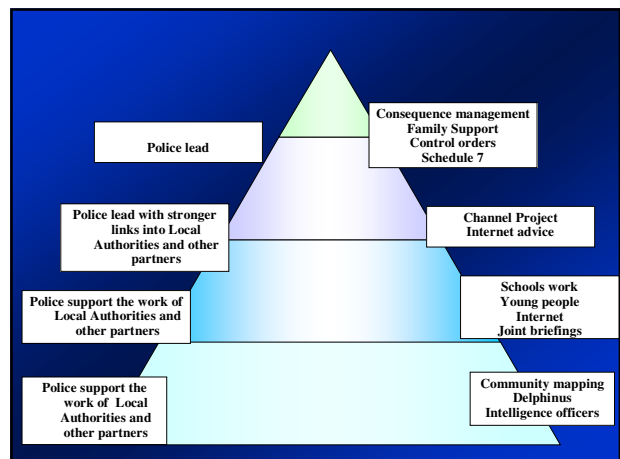 Consequence management
Family Support
Control orders
Schedule 7
Police lead
Police lead with stronger
links into Local
Authorities and other
partners
Channel Project
Internet advice
Police support the work of
Local Authorities and
other partners
Schools work
Young people
Internet
Joint briefings
Police support the
work of Local
Authorities and
other partners
Community mapping
Delphinus
Intelligence officers